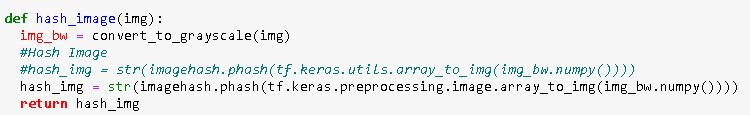 def hash_image(img):
  img_bw = convert_to_grayscale(img)
  #Hash Image
  #hash_img = str(imagehash.phash(tf.keras.utils.array_to_img(img_bw.numpy())))
  hash_img = str(imagehash.phash(tf.keras.preprocessing.image.array_to_img(img_bw.numpy())))
  return hash_img